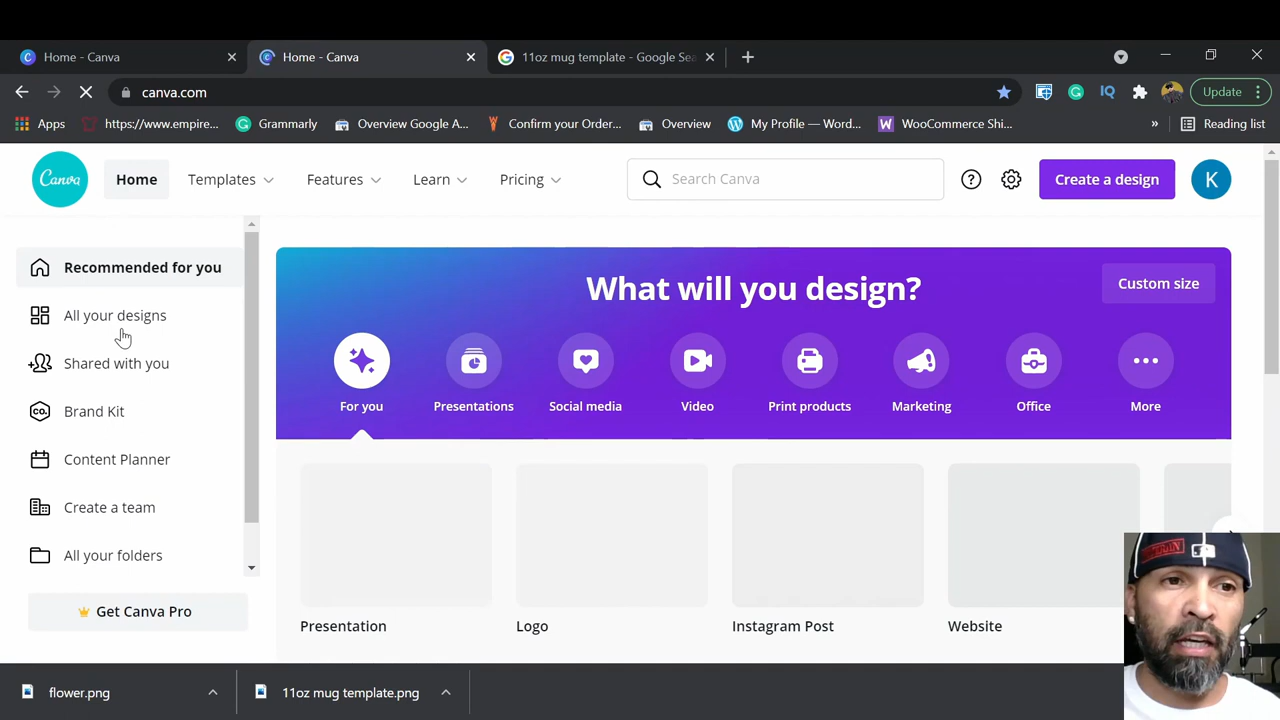 Home - Canva
Home - Canva
11oz mug template - Google Sea
canva.com
Update
Apps
https://www.empire...
Grammarly
Overview Google A...
Confirm your Order...
Overview
My Profile — Word...
WooCommerce Shi...
»
Reading list
Canva
Home
Templates
Features
Learn
Pricing
Search Canva
Create a design
K
Recommended for you
All your designs
Shared with you
Brand Kit
Content Planner
Create a team
All your folders
Get Canva Pro
What will you design?
Custom size
For you
Presentations
Social media
Video
Print products
Marketing
Office
More
Presentation
Logo
Instagram Post
Website
flower.png
11oz mug template.png